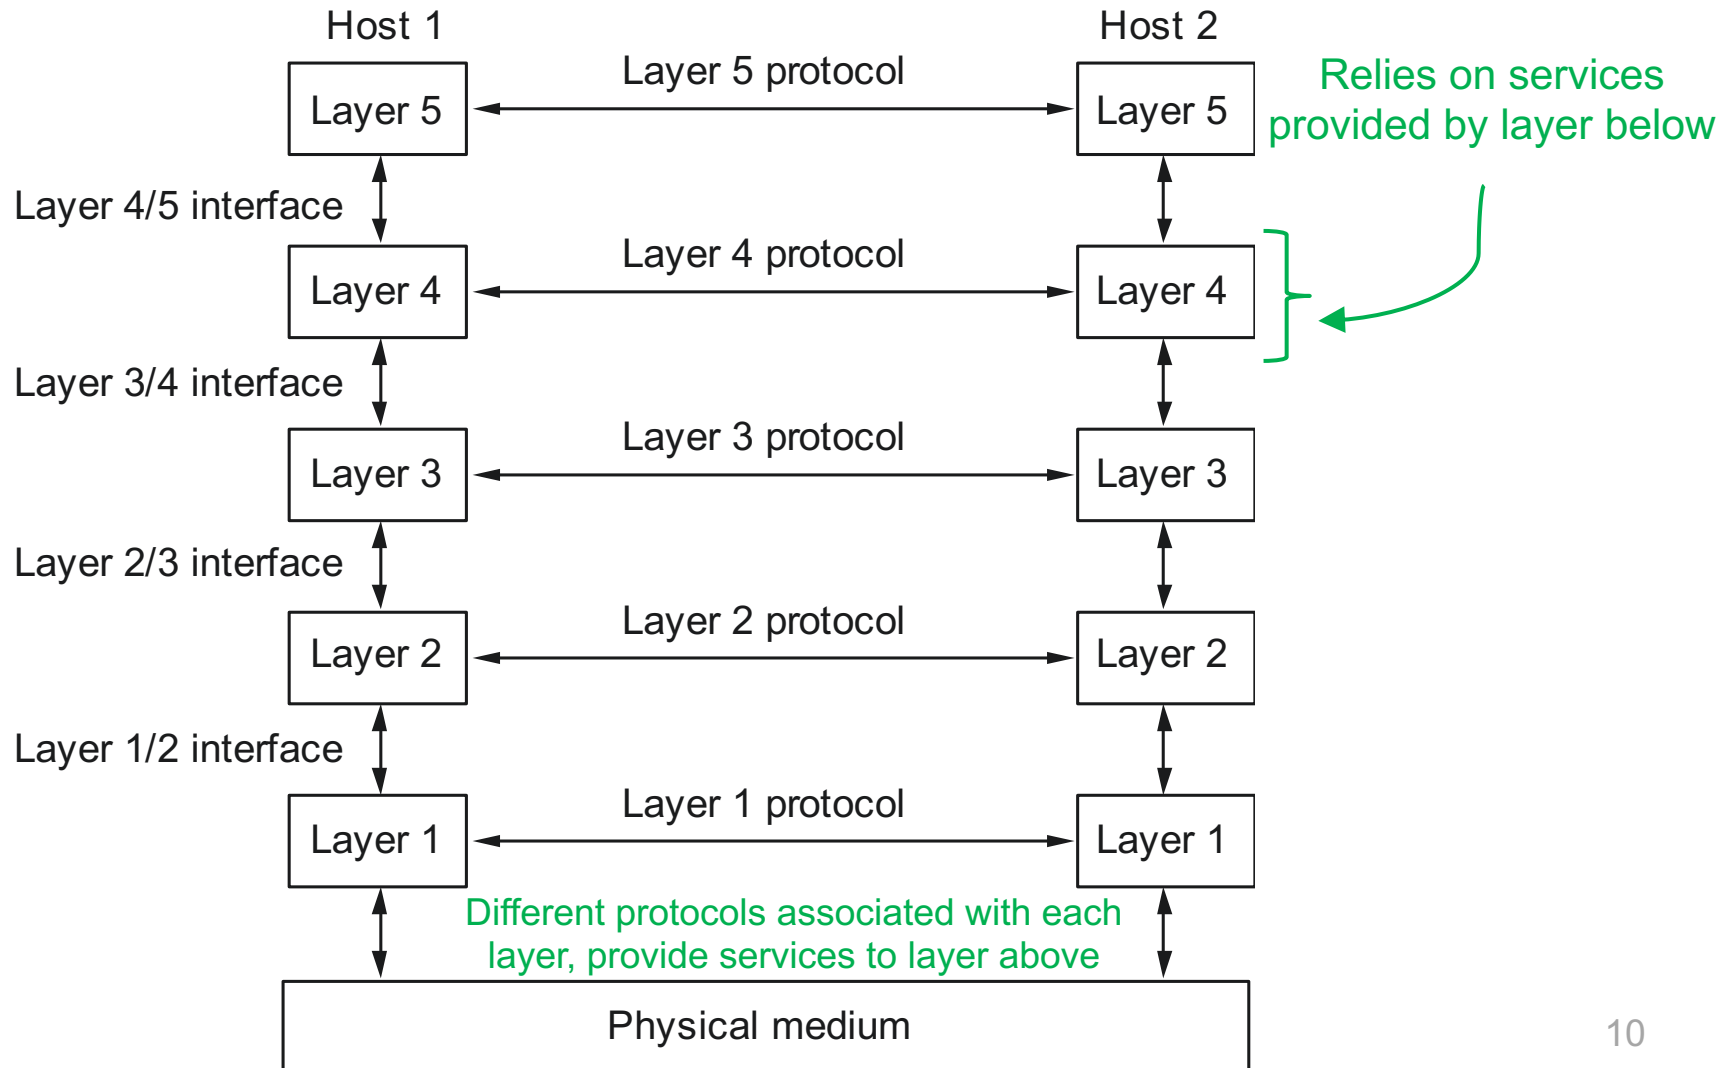 Host 1
Host 2
Layer 5 protocol
Relies on services
provided by layer below
Layer 5
Layer 5
Layer 4/5 interface
Layer 4 protocol
Layer 4
Layer 4
Layer 3/4 interface
Layer 3 protocol
Layer 3
Layer 3
Layer 2/3 interface
Layer 2 protocol
Layer 2
Layer 2
Layer 1/2 interface
Layer 1 protocol
Layer 1
Layer 1
Different protocols associated with each
layer, provide services to layer above
Physical medium
10